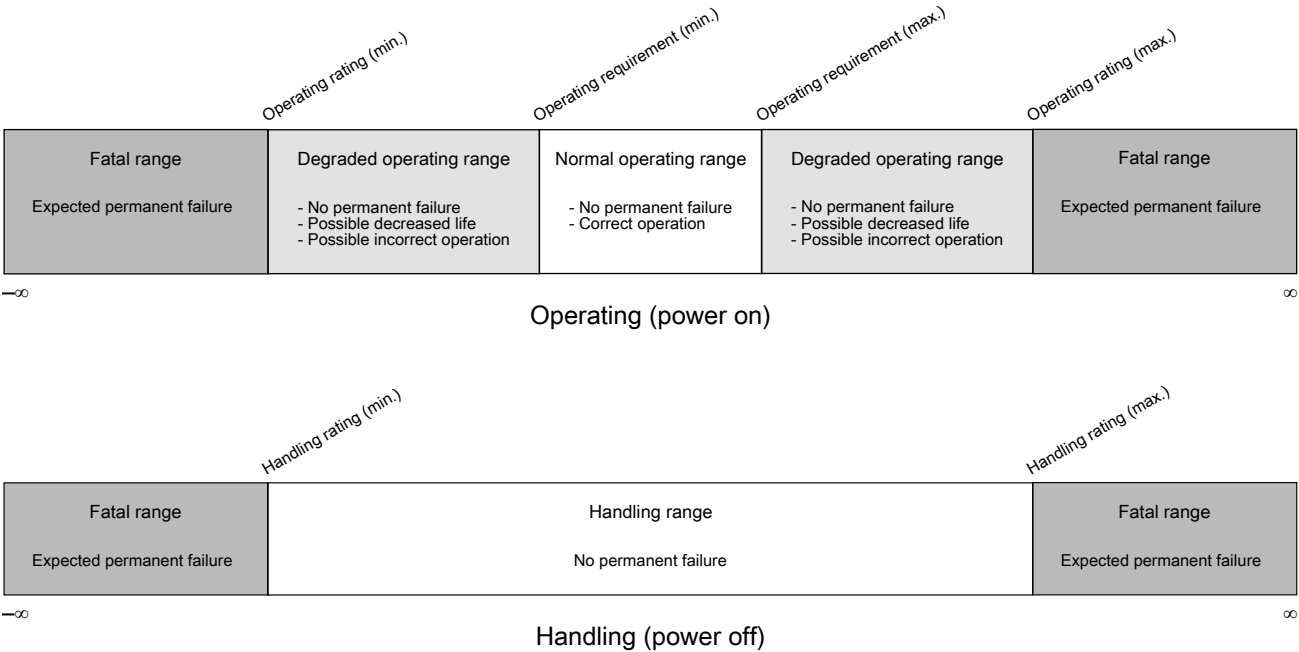 Operating rating (min.)
Operating requirement (min.)
Operating requirement (max.)
Operating rating (max.)
Fatal range
Expected permanent failure
Degraded operating range
- No permanent failure
- Possible decreased life
- Possible incorrect operation
Normal operating range
- No permanent failure
- Correct operation
Degraded operating range
- No permanent failure
- Possible decreased life
- Possible incorrect operation
Fatal range
Expected permanent failure
–∞
∞
Operating (power on)
Handling rating (min.)
Handling rating (max.)
Fatal range
Expected permanent failure
Handling range
No permanent failure
Fatal range
Expected permanent failure
–∞
∞
Handling (power off)